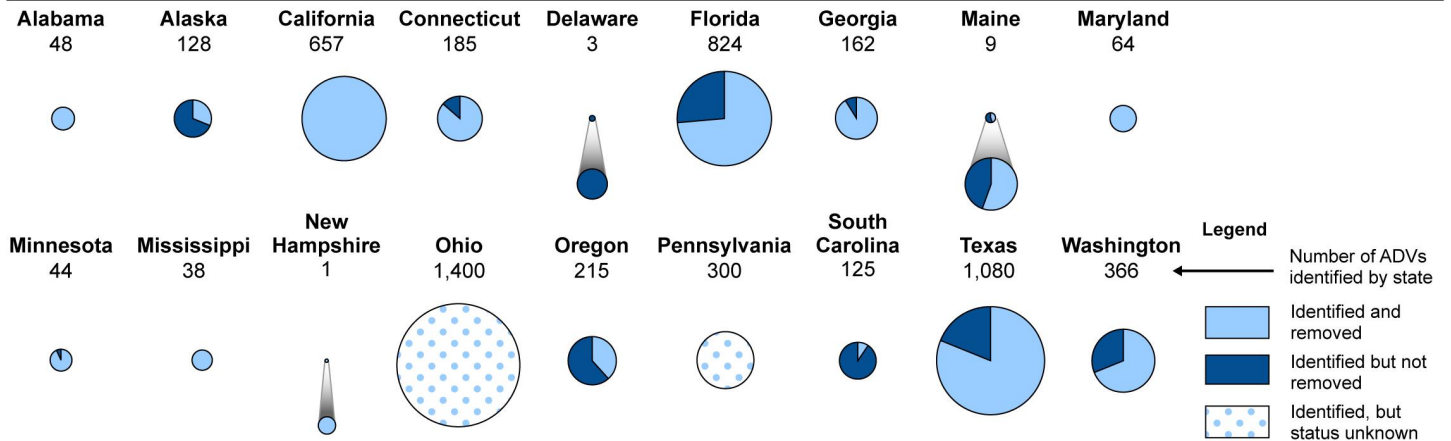 Alabama
48
Alaska
128
California
657
Connecticut
185
Delaware
3
Florida
824
Georgia
162
Maine
9
Maryland
64
Minnesota
44
Mississippi
38
New
Hampshire
1
Ohio
1,400
Oregon
215
Pennsylvania
300
South
Carolina
125
Texas
1,080
Washington
366
Legend
Number of ADVs
identified by state
Identified and
removed
Identified but not
removed
Identified, but
status unknown